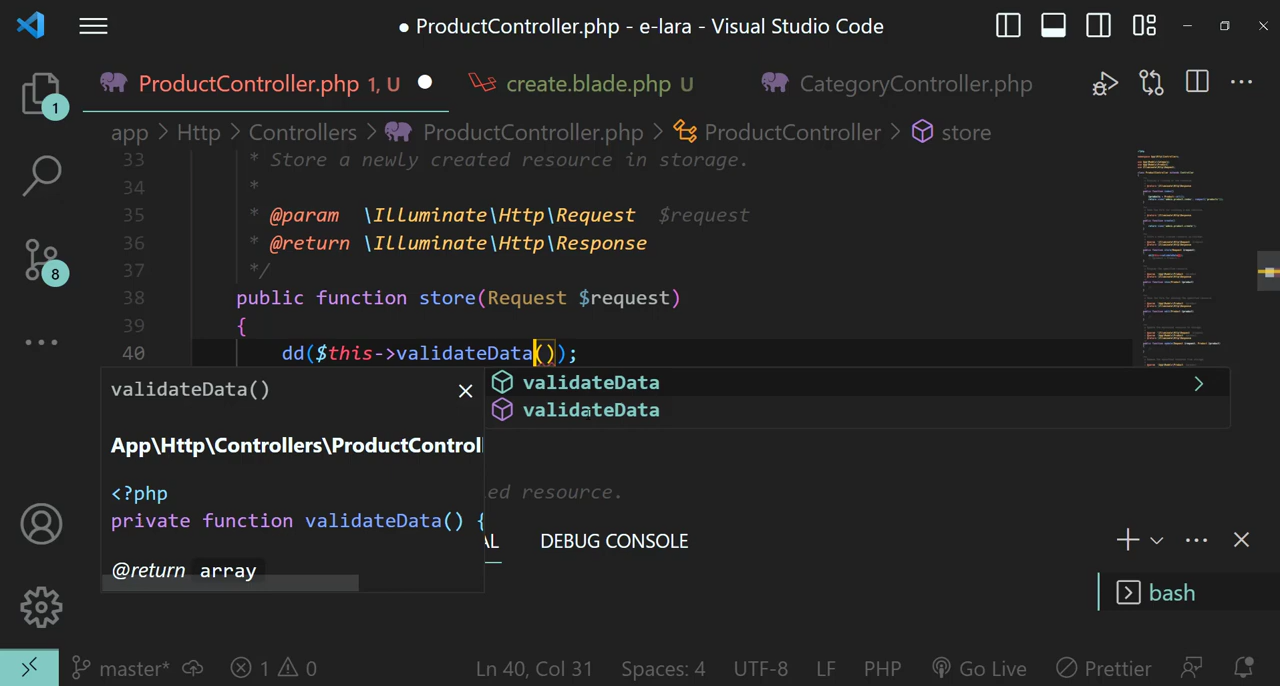 ● ProductController.php - e-lara - Visual Studio Code
ProductController.php 1, U ●
create.blade.php U
CategoryController.php
1
app > Http > Controllers > ProductController.php > ProductController > store
33 * Store a newly created resource in storage.
34 *
35 * @param \Illuminate\Http\Request $request
36 * @return \Illuminate\Http\Response
37 */
38 public function store(Request $request)
39 {
40 dd($this->validateData());
8
validateData()
validateData
validateData
App\Http\Controllers\ProductControl
<?php
ed resource.
private function validateData() {
AL
DEBUG CONSOLE
@return array
bash
master*
1
0
Ln 40, Col 31
Spaces: 4
UTF-8
LF
PHP
Go Live
Prettier